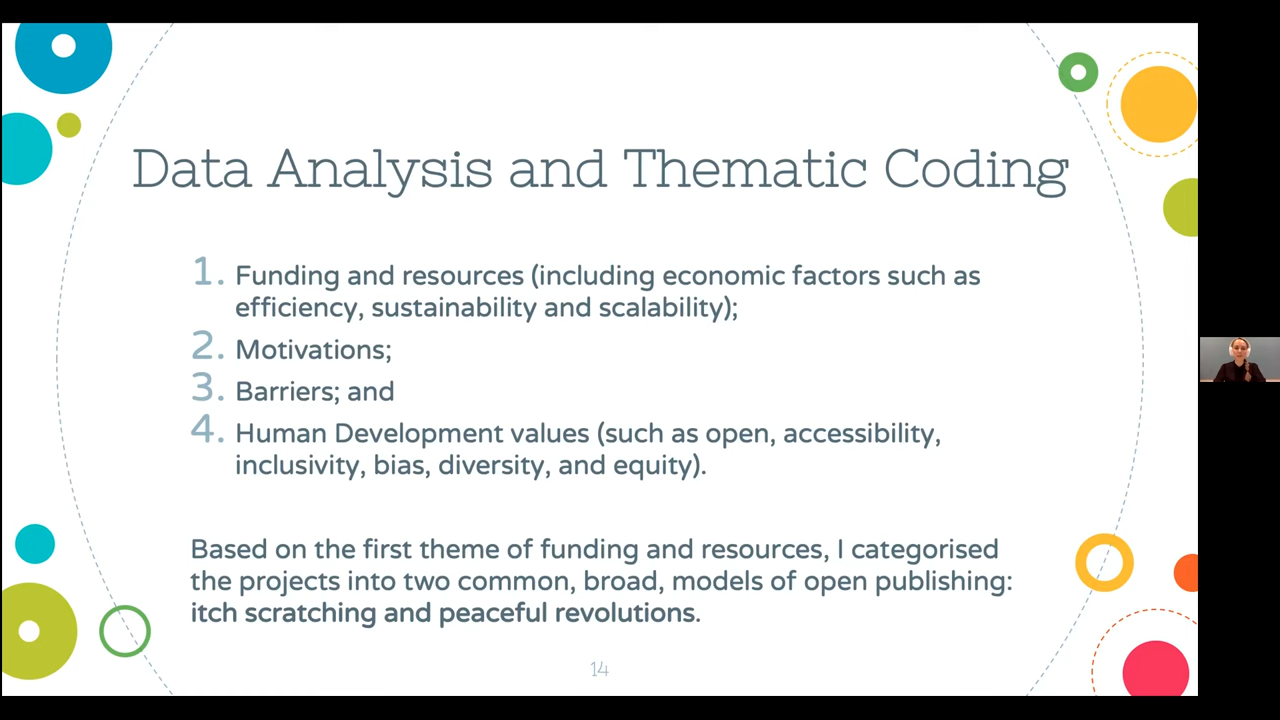 Data Analysis and Thematic Coding
1. Funding and resources (including economic factors such as
efficiency, sustainability and scalability);
2. Motivations;
3. Barriers; and
4. Human Development values (such as open, accessibility,
inclusivity, bias, diversity, and equity).
Based on the first theme of funding and resources, I categorised
the projects into two common, broad, models of open publishing:
itch scratching and peaceful revolutions.
14